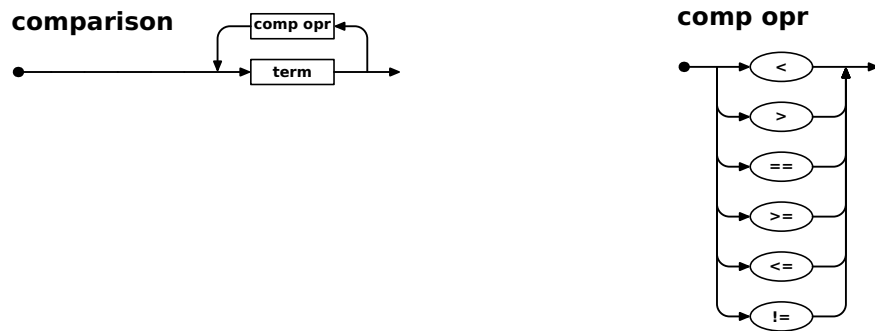 comparison
comp opr
term
comp opr
<
>
==
>=
<=
!=